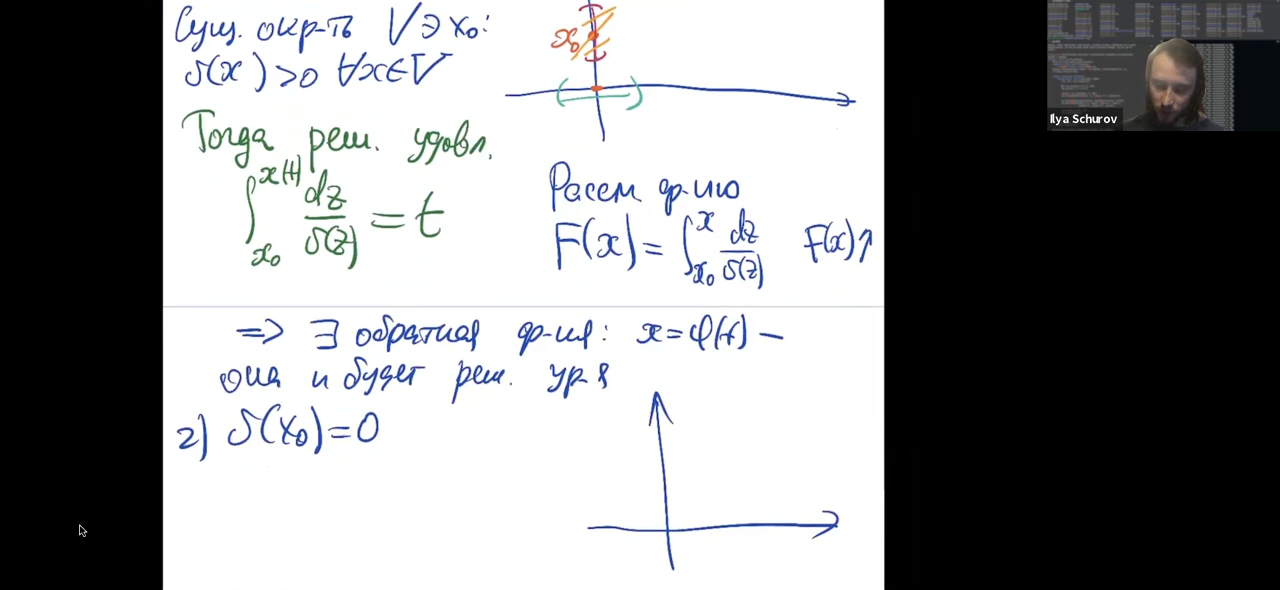 Сущ. окр-ть V∋x₀:
v(x)>0 ∀x∈V
x₀
Тогда реш. удовл.
∫_{x₀}^{x(t)} dz/v(z) = t
Рассм ф-ию
F(x) = ∫_{x₀}^{x} dz/v(z) F(x)↑
=> ∃ обратная ф-ия: x=φ(t) –
она и будет реш. ур-я
2) v(x₀)=0
Ilya Schurov